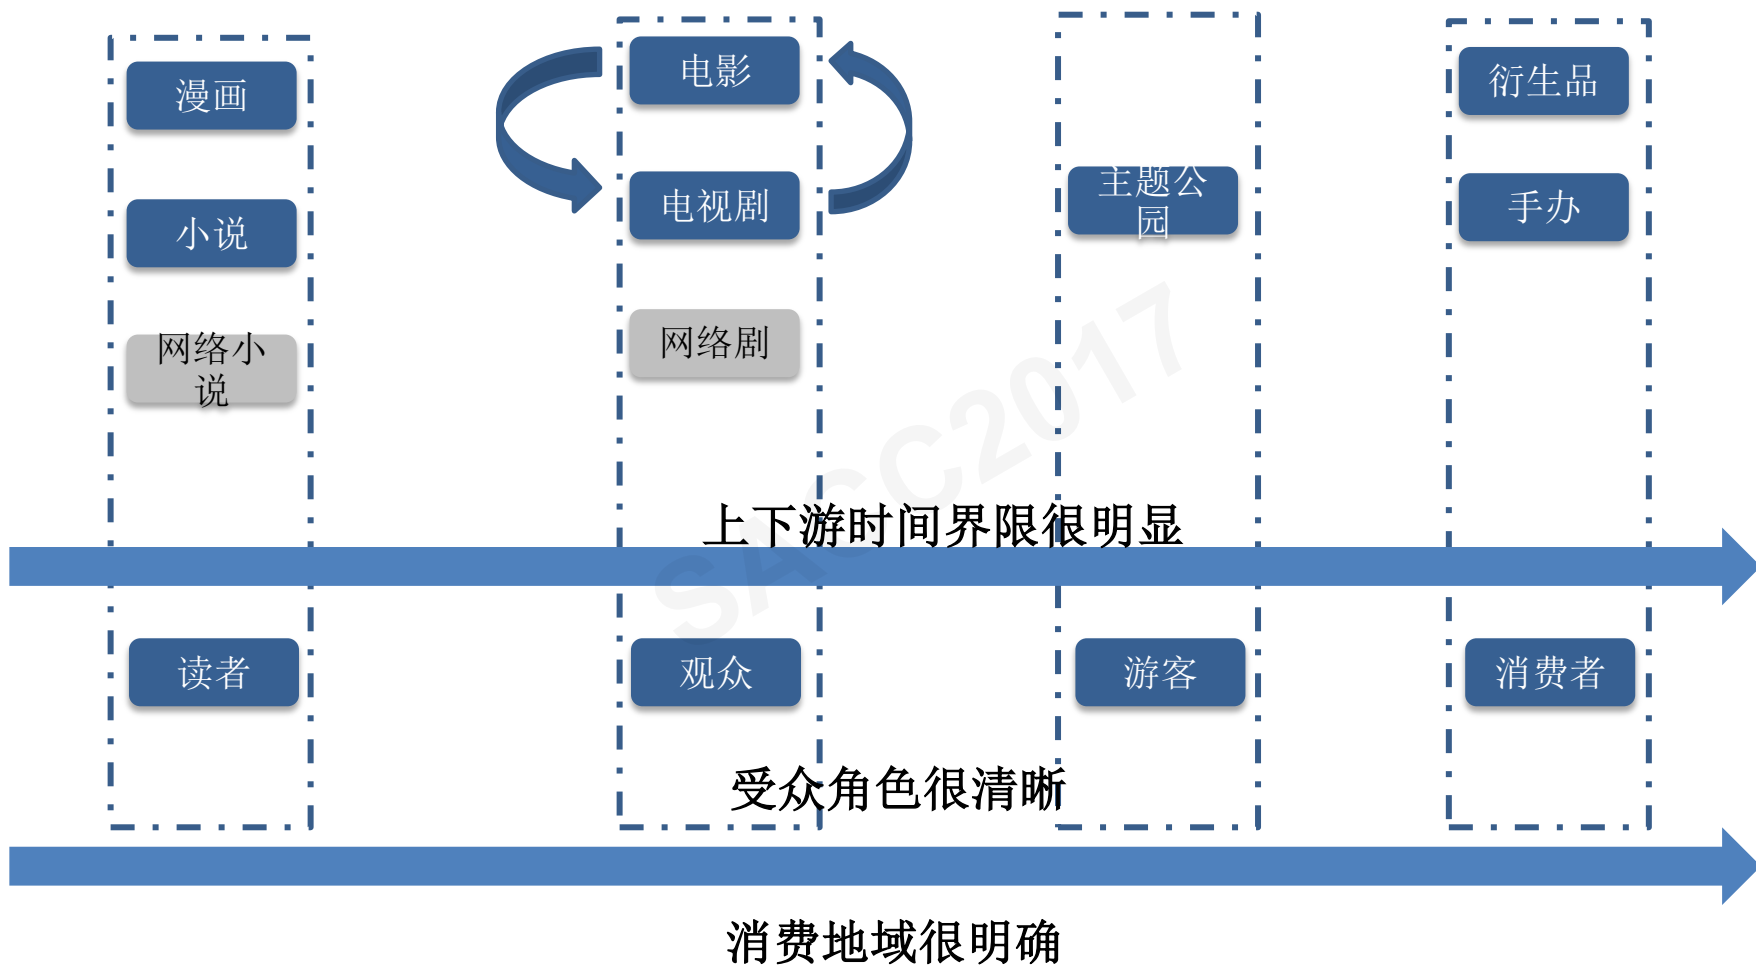 漫画
小说
网络小
说
电影
电视剧
网络剧
主题公
园
衍生品
手办
上下游时间界限很明显
读者
观众
游客
消费者
受众角色很清晰
消费地域很明确
SACC2017